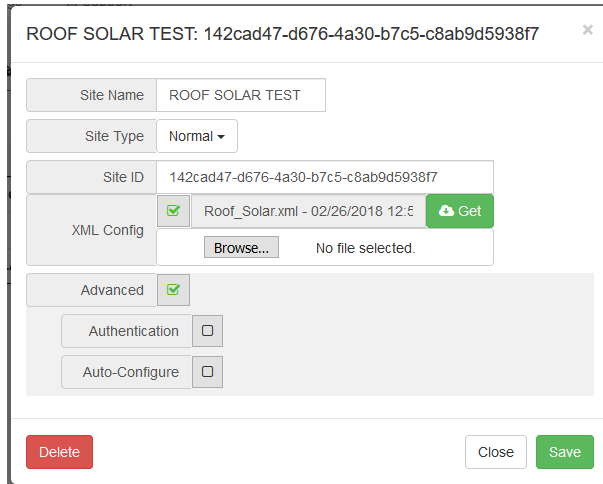 ROOF SOLAR TEST: 142cad47-d676-4a30-b7c5-c8ab9d5938f7 ×
Site Name ROOF SOLAR TEST
Site Type Normal
Site ID 142cad47-d676-4a30-b7c5-c8ab9d5938f7
XML Config Roof_Solar.xml - 02/26/2018 12:5 Get
Browse... No file selected.
Advanced
Authentication
Auto-Configure
Delete Close Save